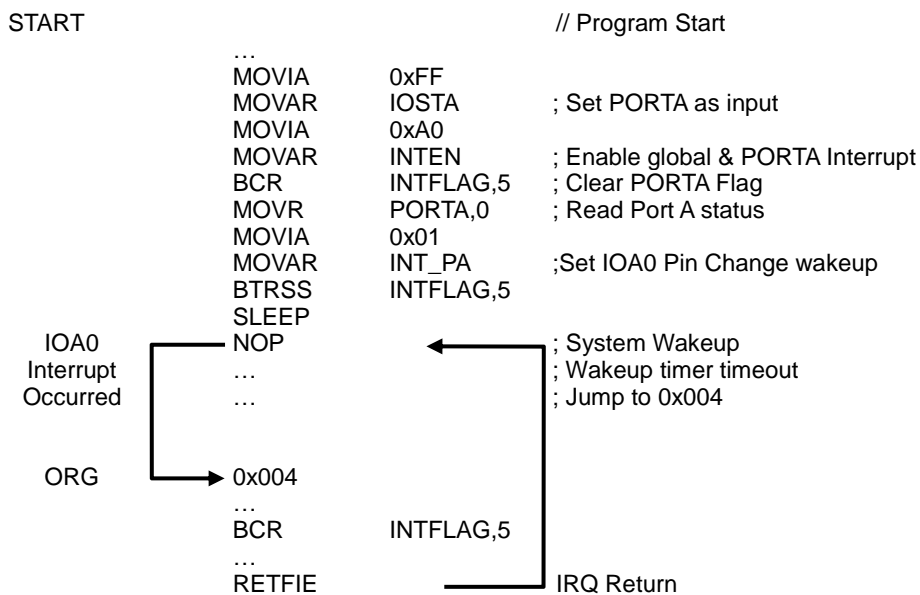 START // Program Start
…
MOVIA 0xFF
MOVAR IOSTA ; Set PORTA as input
MOVIA 0xA0
MOVAR INTEN ; Enable global & PORTA Interrupt
BCR INTFLAG,5 ; Clear PORTA Flag
MOVR PORTA,0 ; Read Port A status
MOVIA 0x01
MOVAR INT_PA ;Set IOA0 Pin Change wakeup
BTRSS INTFLAG,5
SLEEP
IOA0 NOP ; System Wakeup
Interrupt … ; Wakeup timer timeout
Occurred … ; Jump to 0x004
ORG 0x004
…
BCR INTFLAG,5
…
RETFIE IRQ Return